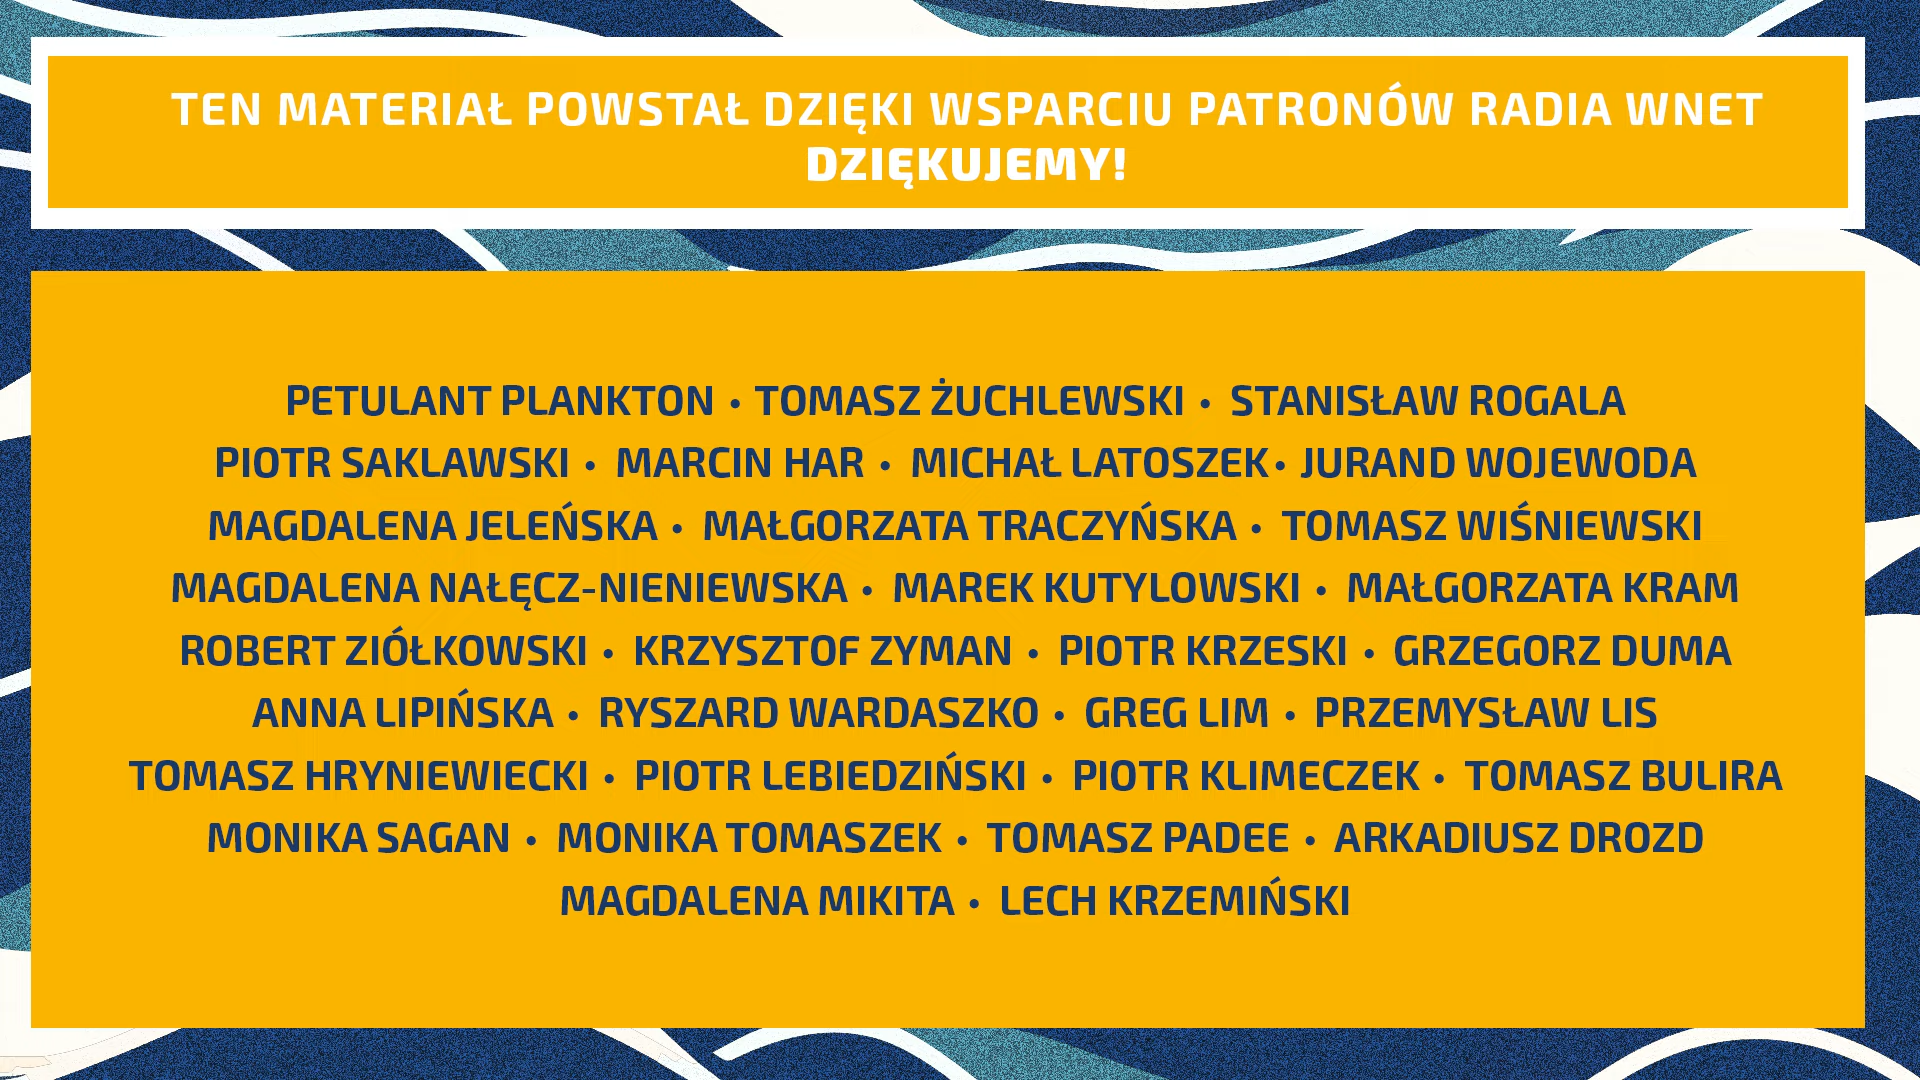 TEN MATERIAŁ POWSTAŁ DZIĘKI WSPARCIU PATRONÓW RADIA WNET
DZIĘKUJEMY!
PETULANT PLANKTON • TOMASZ ŻUCHLEWSKI • STANISŁAW ROGALA
PIOTR SAKLAWSKI • MARCIN HAR • MICHAŁ LATOSZEK • JURAND WOJEWODA
MAGDALENA JELEŃSKA • MAŁGORZATA TRACZYŃSKA • TOMASZ WIŚNIEWSKI
MAGDALENA NAŁĘCZ-NIENIEWSKA • MAREK KUTYLOWSKI • MAŁGORZATA KRAM
ROBERT ZIÓŁKOWSKI • KRZYSZTOF ZYMAN • PIOTR KRZESKI • GRZEGORZ DUMA
ANNA LIPIŃSKA • RYSZARD WARDASZKO • GREG LIM • PRZEMYSŁAW LIS
TOMASZ HRYNIEWIECKI • PIOTR LEBIEDZIŃSKI • PIOTR KLIMECZEK • TOMASZ BULIRA
MONIKA SAGAN • MONIKA TOMASZEK • TOMASZ PADEE • ARKADIUSZ DROZD
MAGDALENA MIKITA • LECH KRZEMIŃSKI